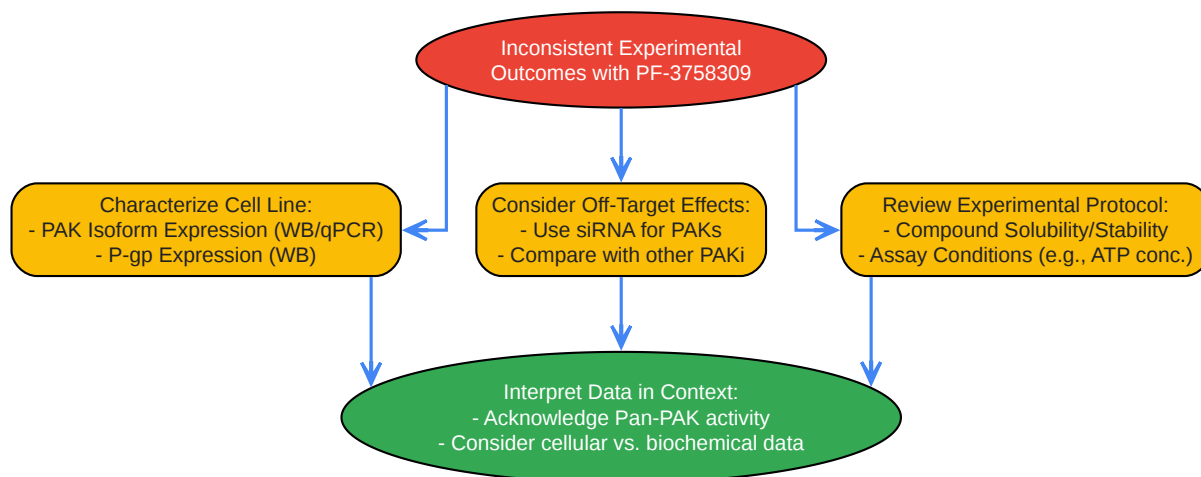 Inconsistent Experimental
Outcomes with PF-3758309
Characterize Cell Line:
- PAK Isoform Expression (WB/qPCR)
- P-gp Expression (WB)
Consider Off-Target Effects:
- Use siRNA for PAKs
- Compare with other PAKi
Review Experimental Protocol:
- Compound Solubility/Stability
- Assay Conditions (e.g., ATP conc.)
Interpret Data in Context:
- Acknowledge Pan-PAK activity
- Consider cellular vs. biochemical data